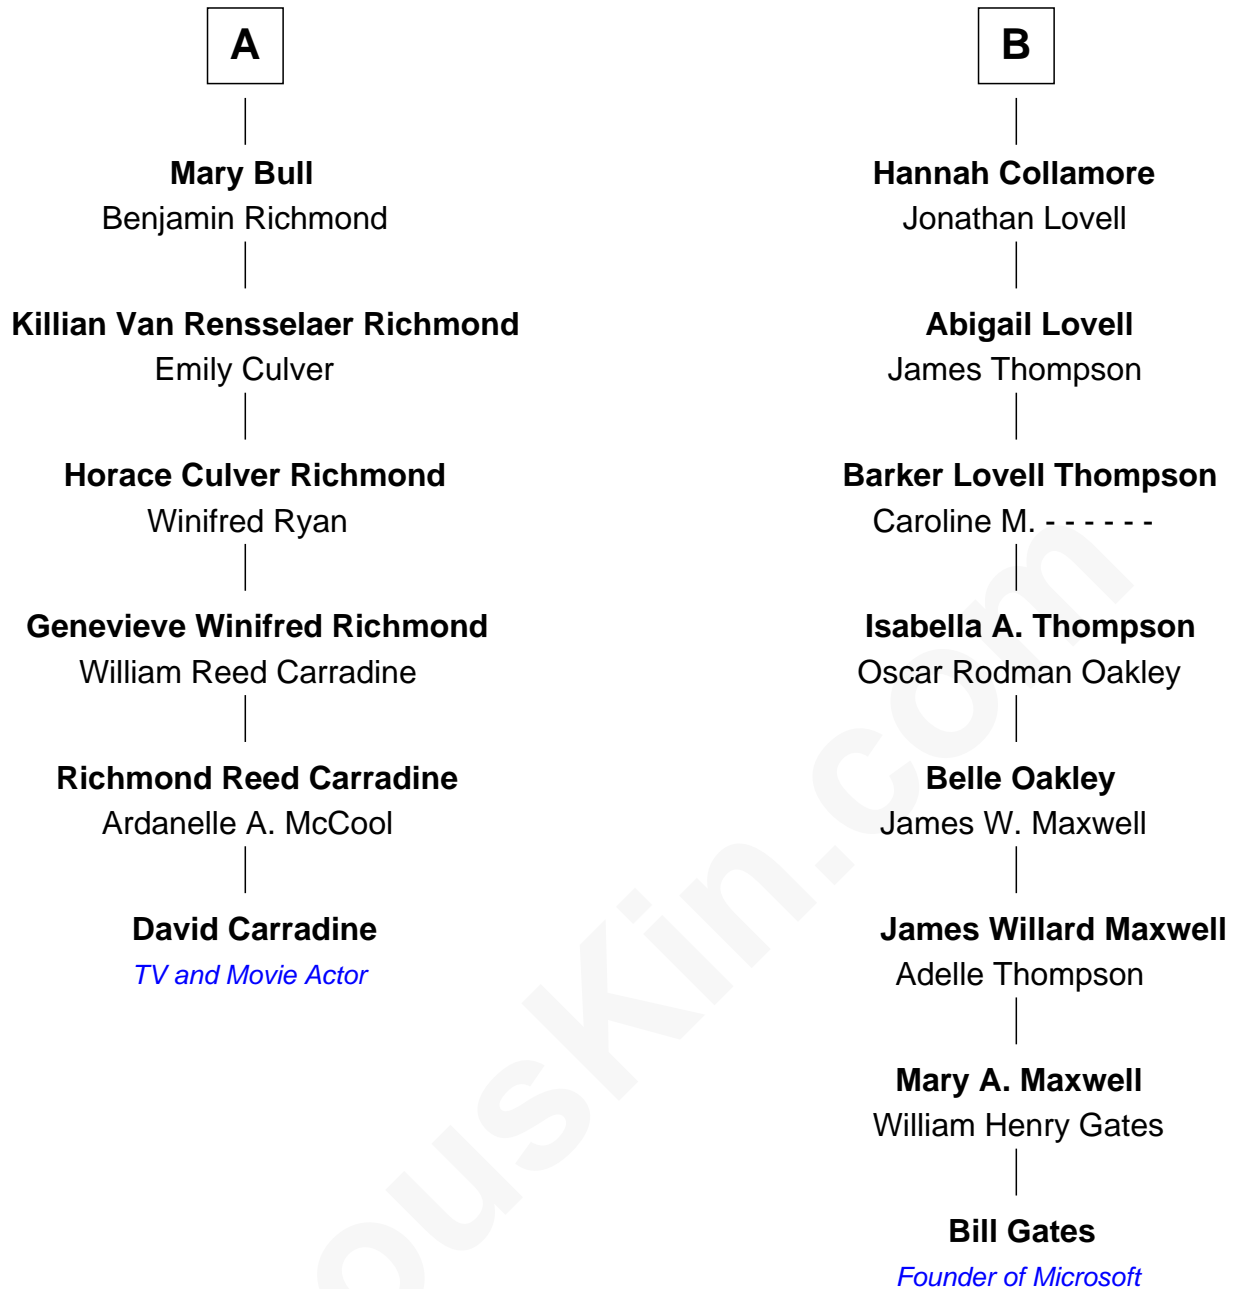 A
Mary Bull
Benjamin Richmond
Killian Van Rensselaer Richmond
Emily Culver
Horace Culver Richmond
Winifred Ryan
Genevieve Winifred Richmond
William Reed Carradine
Richmond Reed Carradine
Ardanelle A. McCool
David Carradine
TV and Movie Actor
B
Hannah Collamore
Jonathan Lovell
Abigail Lovell
James Thompson
Barker Lovell Thompson
Caroline M. - - - - - -
Isabella A. Thompson
Oscar Rodman Oakley
Belle Oakley
James W. Maxwell
James Willard Maxwell
Adelle Thompson
Mary A. Maxwell
William Henry Gates
Bill Gates
Founder of Microsoft
ousKin.com